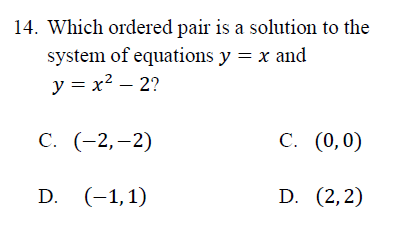 14. Which ordered pair is a solution to the
system of equations y = x and
y = x² − 2?
C. (−2, −2)
C. (0, 0)
D. (−1, 1)
D. (2, 2)